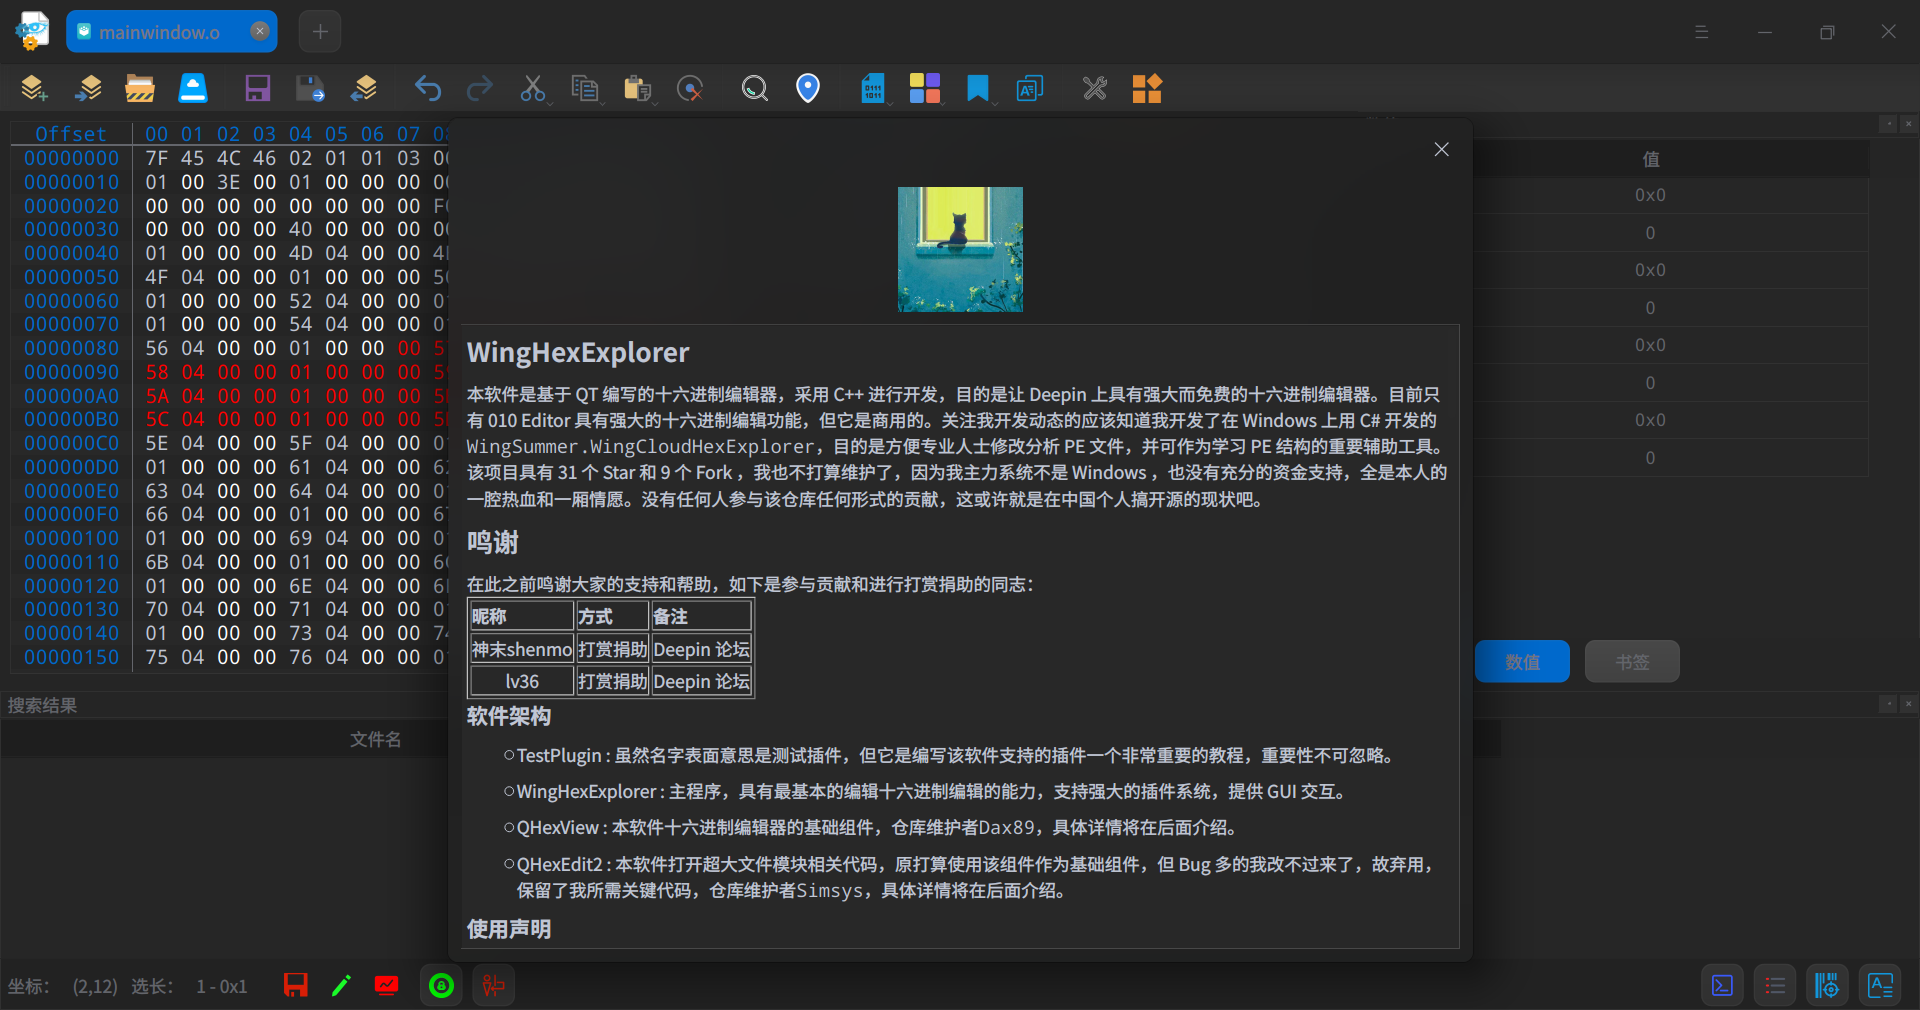 mainwindow.o
Offset 00 01 02 03 04 05 06 07
00000000 7F 45 4C 46 02 01 01 03
00000010 01 00 3E 00 01 00 00 00
00000020 00 00 00 00 00 00 00 00
00000030 00 00 00 00 40 00 00 00
00000040 01 00 00 00 4D 04 00 00
00000050 4F 04 00 00 01 00 00 00
00000060 01 00 00 00 52 04 00 00
00000070 01 00 00 00 54 04 00 00
00000080 56 04 00 00 01 00 00 00
00000090 58 04 00 00 01 00 00 00
000000A0 5A 04 00 00 01 00 00 00
000000B0 5C 04 00 00 01 00 00 00
000000C0 5E 04 00 00 5F 04 00 00
000000D0 01 00 00 00 61 04 00 00
000000E0 63 04 00 00 64 04 00 00
000000F0 66 04 00 00 01 00 00 00
00000100 01 00 00 00 69 04 00 00
00000110 6B 04 00 00 01 00 00 00
00000120 01 00 00 00 6E 04 00 00
00000130 70 04 00 00 71 04 00 00
00000140 01 00 00 00 73 04 00 00
00000150 75 04 00 00 76 04 00 00
WingHexExplorer
本软件是基于 QT 编写的十六进制编辑器，采用 C++ 进行开发，目的是让 Deepin 上具有强大而免费的十六进制编辑器。目前只
有 010 Editor 具有强大的十六进制编辑功能，但它是商用的。关注我开发动态的应该知道我开发了在 Windows 上用 C# 开发的
WingSummer.WingCloudHexExplorer，目的是方便专业人士修改分析 PE 文件，并可作为学习 PE 结构的重要辅助工具。
该项目具有 31 个 Star 和 9 个 Fork ，我也不打算维护了，因为我主力系统不是 Windows ，也没有充分的资金支持，全是本人的
一腔热血和一厢情愿。没有任何人参与该仓库任何形式的贡献，这或许就是在中国个人搞开源的现状吧。
鸣谢
在此之前鸣谢大家的支持和帮助，如下是参与贡献和进行打赏捐助的同志：
昵称 方式 备注
神末shenmo 打赏捐助 Deepin 论坛
lv36 打赏捐助 Deepin 论坛
软件架构
TestPlugin : 虽然名字表面意思是测试插件，但它是编写该软件支持的插件一个非常重要的教程，重要性不可忽略。
WingHexExplorer : 主程序，具有最基本的编辑十六进制编辑的能力，支持强大的插件系统，提供 GUI 交互。
QHexView : 本软件十六进制编辑器的基础组件，仓库维护者Dax89，具体详情将在后面介绍。
QHexEdit2 : 本软件打开超大文件模块相关代码，原打算使用该组件作为基础组件，但 Bug 多的我改不过来了，故弃用，
保留了我所需关键代码，仓库维护者Simsys，具体详情将在后面介绍。
使用声明
值
0x0
0
0x0
0
0x0
0
0x0
0
数值 书签
搜索结果
文件名
坐标： (2,12) 选长： 1 - 0x1